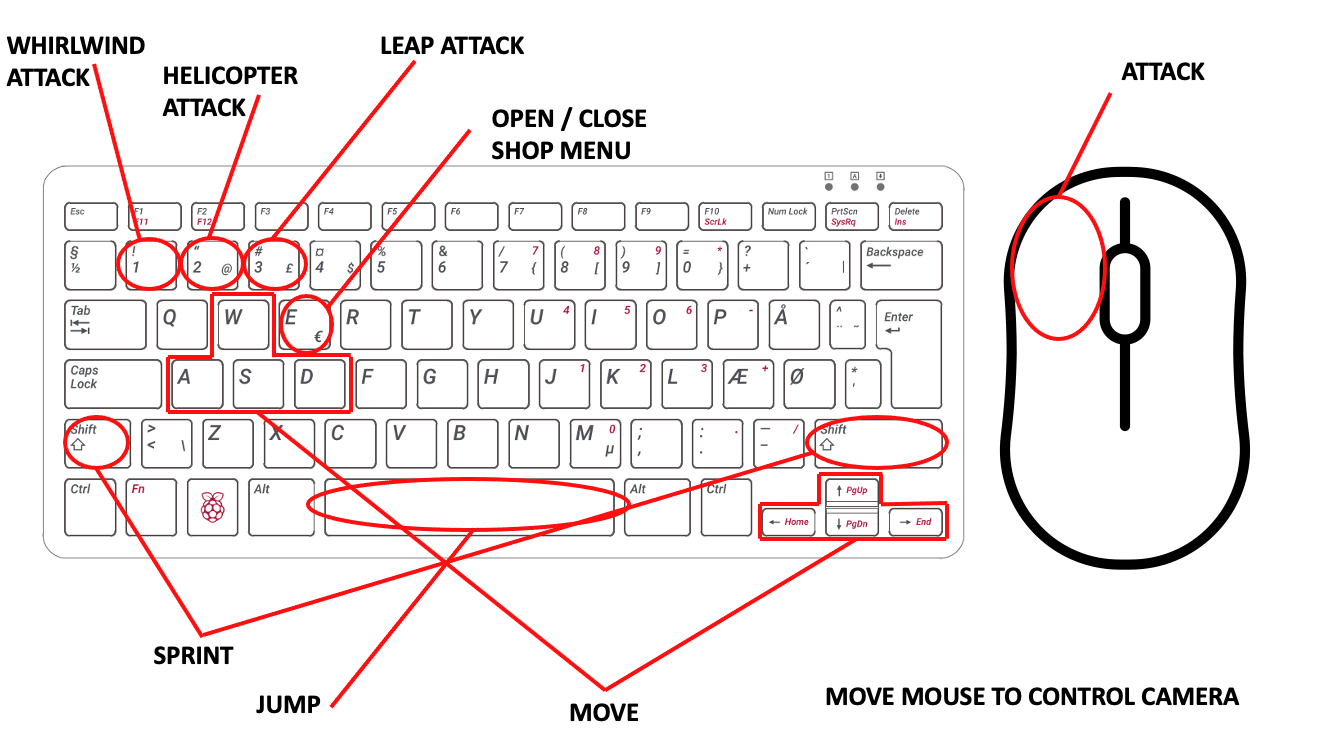 WHIRLWIND
ATTACK
HELICOPTER
ATTACK
LEAP ATTACK
OPEN / CLOSE
SHOP MENU
ATTACK
1 A
Esc F1 F2 F3 F4 F5 F6 F7 F8 F9 F10 Num Lock PrtScn Delete
F11 F12 ScrLk SysRq Ins
§ ! " # ¤ % & / 7 ( 8 ) 9 = * ? ` Backspace
½ 1 2 @ 3 £ 4 $ 5 6 7 { 8 [ 9 ] 0 } + ´ |
Tab Q W E € R T Y U 4 I 5 O 6 P - Å ^ ¨ ~ Enter
Caps
Lock
A S D F G H J 1 K 2 L 3 Æ + Ø * '
Shift > < \ Z X C V B N M 0 µ ; , : . . — – / Shift
Ctrl Fn Alt Alt Ctrl
PgUp
Home PgDn End
SPRINT
JUMP
MOVE
MOVE MOUSE TO CONTROL CAMERA